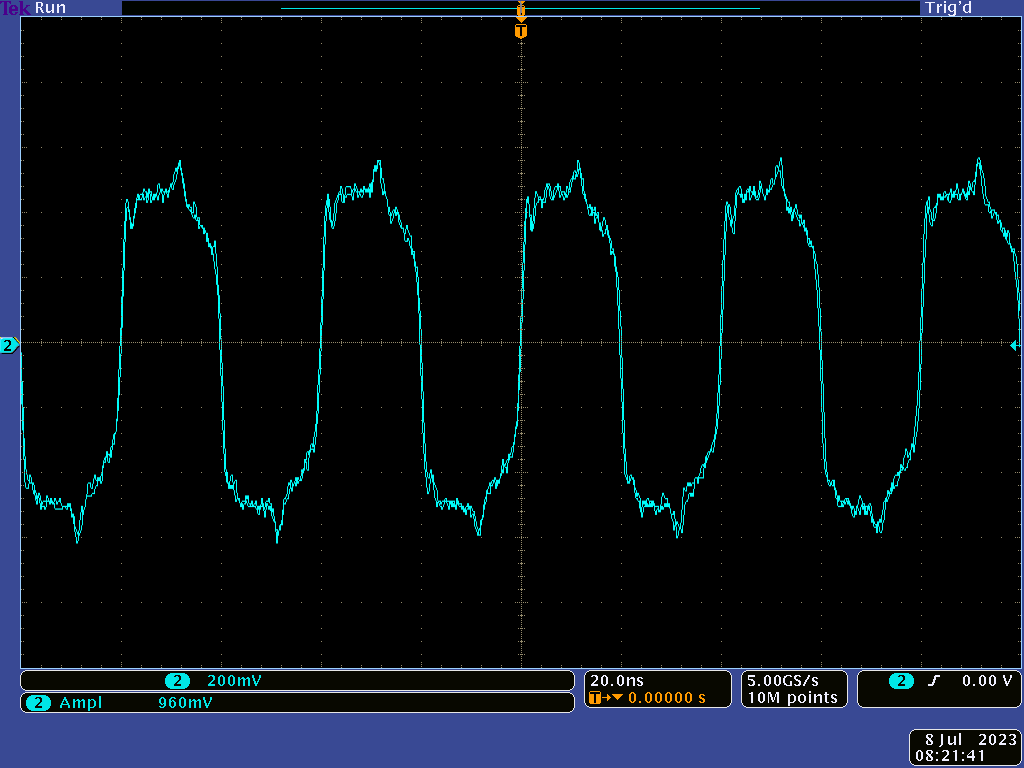 Tek Run Trig'd
T
T
2
2 200mV
2 Ampl 960mV
20.0ns
T 0.00000 s
5.00GS/s
10M points
2 0.00 V
8 Jul 2023
08:21:41